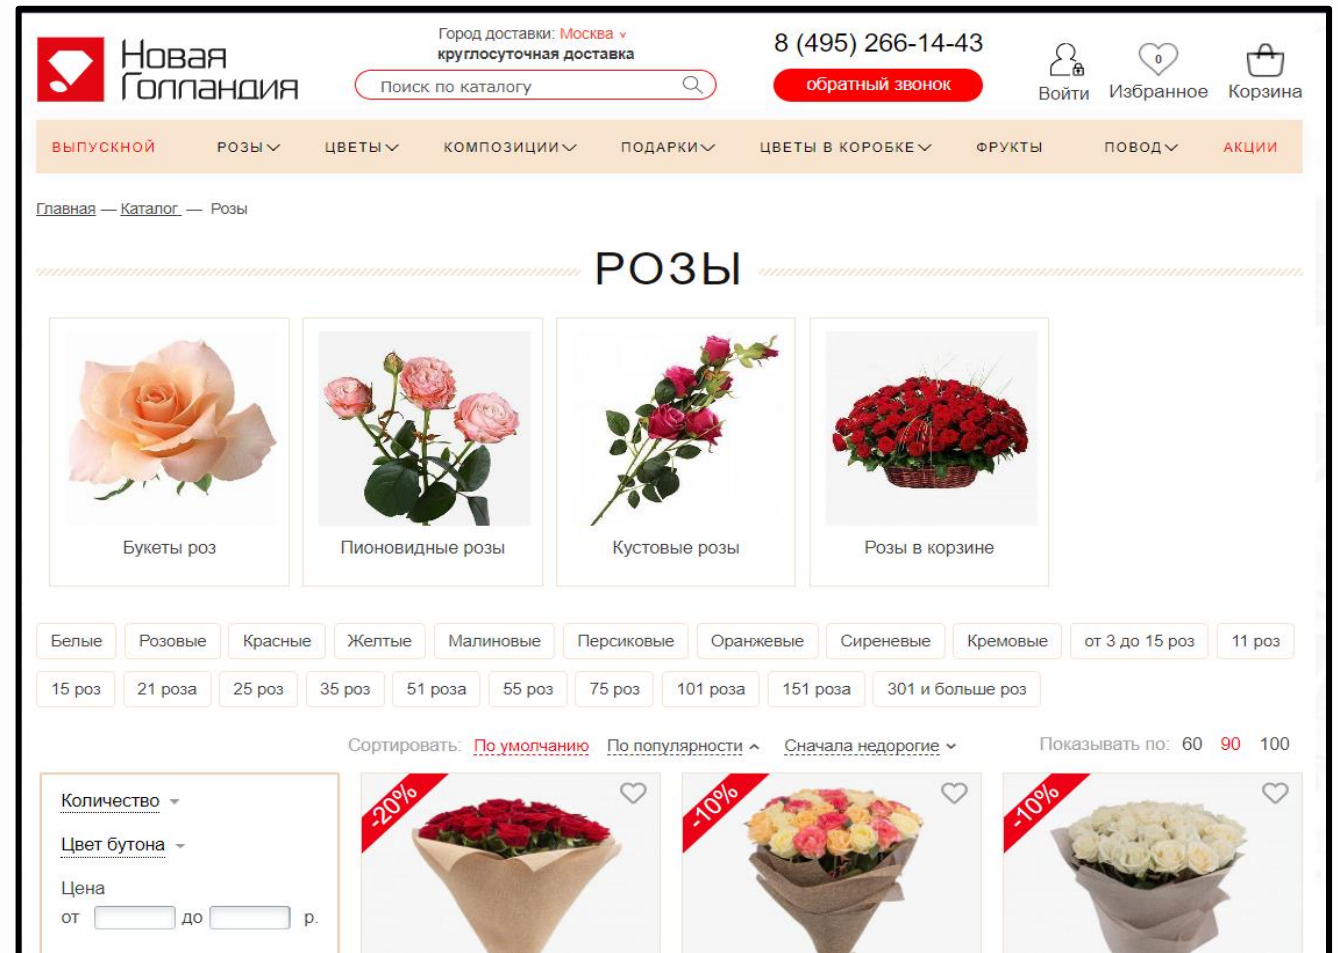 Новая
Голландия
Город доставки: Москва
круглосуточная доставка
Поиск по каталогу
8 (495) 266-14-43
обратный звонок
Войти
0
Избранное
Корзина
ВЫПУСКНОЙ РОЗЫ ЦВЕТЫ КОМПОЗИЦИИ ПОДАРКИ ЦВЕТЫ В КОРОБКЕ ФРУКТЫ ПОВОД АКЦИИ
Главная — Каталог — Розы
РОЗЫ
Букеты роз Пионовидные розы Кустовые розы Розы в корзине
Белые Розовые Красные Желтые Малиновые Персиковые Оранжевые Сиреневые Кремовые от 3 до 15 роз 11 роз
15 роз 21 роза 25 роз 35 роз 51 роза 55 роз 75 роз 101 роза 151 роза 301 и больше роз
Сортировать: По умолчанию По популярности Сначала недорогие Показывать по: 60 90 100
Количество
Цвет бутона
Цена
от до р.
-20% -10% -10%